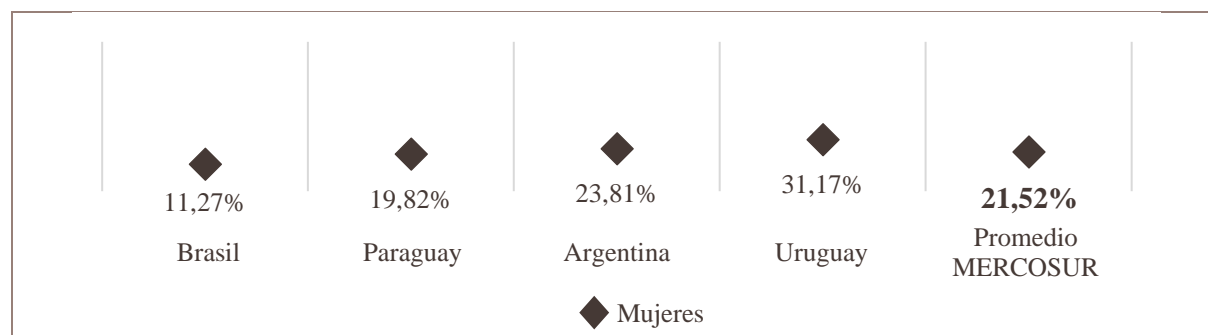 11,27%
19,82%
23,81%
31,17%
21,52%
Brasil
Paraguay
Argentina
Uruguay
Promedio
MERCOSUR
Mujeres